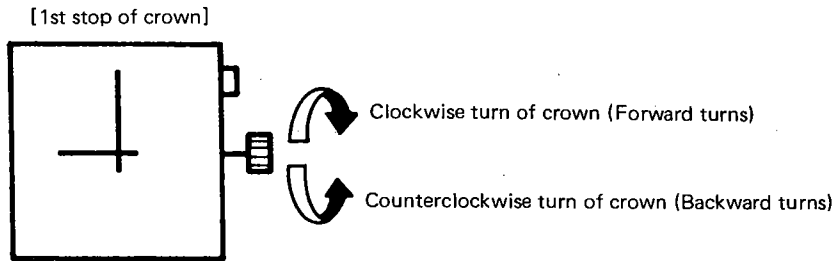 [1st stop of crown]
Clockwise turn of crown (Forward turns)
Counterclockwise turn of crown (Backward turns)